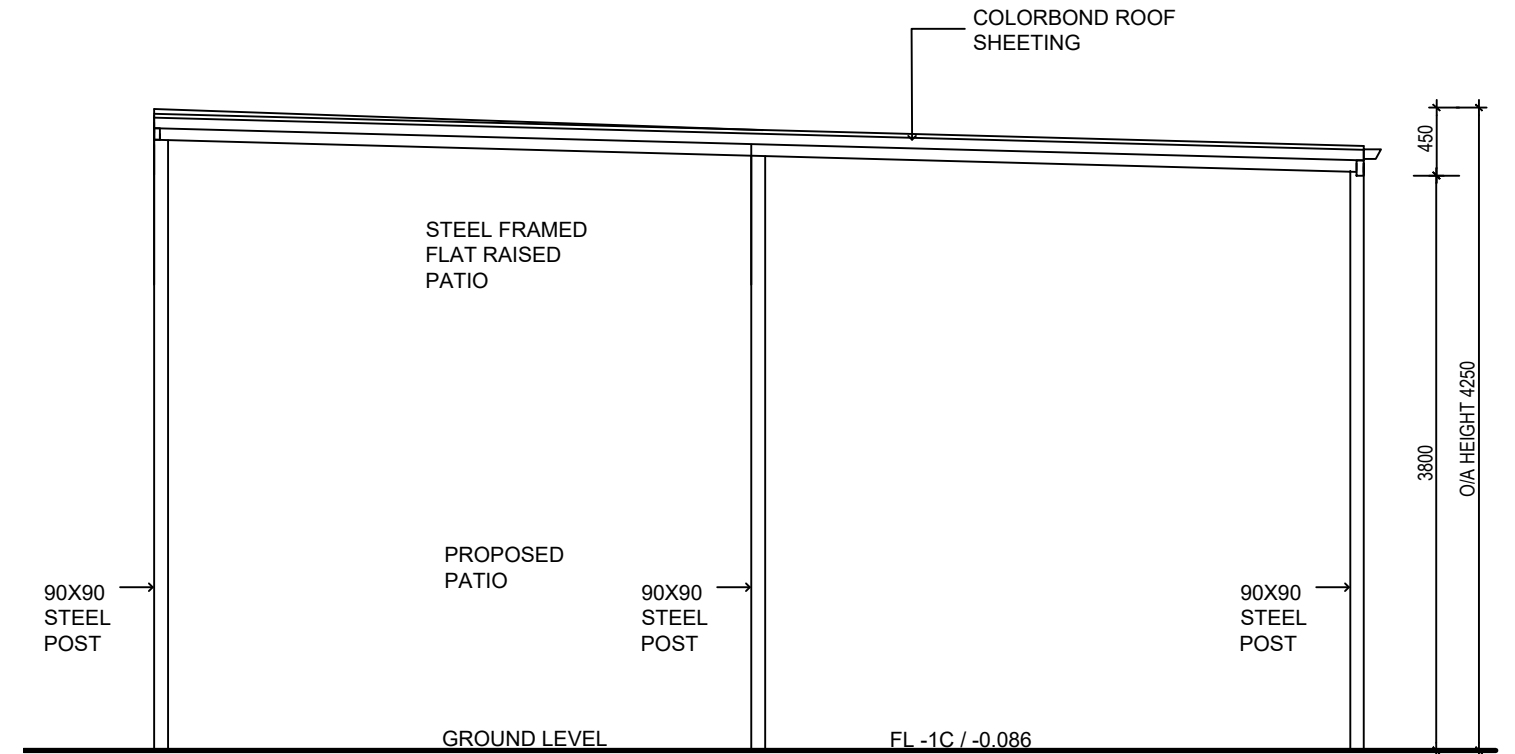 COLORBOND ROOF
SHEETING
450
STEEL FRAMED
FLAT RAISED
PATIO
3800
O/A HEIGHT 4250
PROPOSED
PATIO
90X90
STEEL
POST
90X90
STEEL
POST
90X90
STEEL
POST
GROUND LEVEL
FL -1C / -0.086